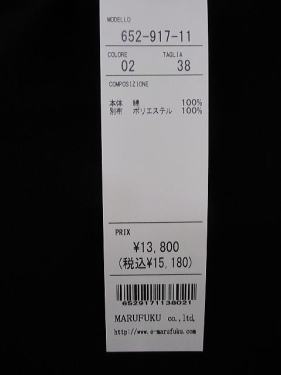 MODELLO
652-917-11
COLORE TAGLIA
02 38
COMPOSIZIONE
本体 綿 100%
別布 ポリエステル 100%
PRIX
¥13,800
(税込¥15,180)
6529171138021
MARUFUKU co.,ltd.
http://www.e-marufuku.com/